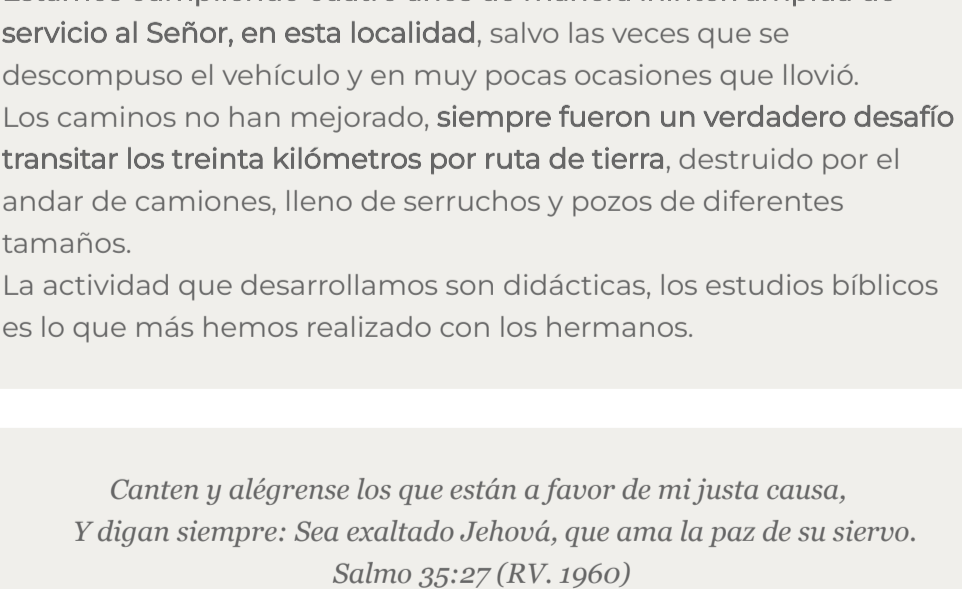 servicio al Señor, en esta localidad, salvo las veces que se
descompuso el vehículo y en muy pocas ocasiones que llovió.
Los caminos no han mejorado, siempre fueron un verdadero desafío
transitar los treinta kilómetros por ruta de tierra, destruido por el
andar de camiones, lleno de serruchos y pozos de diferentes
tamaños.
La actividad que desarrollamos son didácticas, los estudios bíblicos
es lo que más hemos realizado con los hermanos.
Canten y alégrense los que están a favor de mi justa causa,
Y digan siempre: Sea exaltado Jehová, que ama la paz de su siervo.
Salmo 35:27 (RV. 1960)